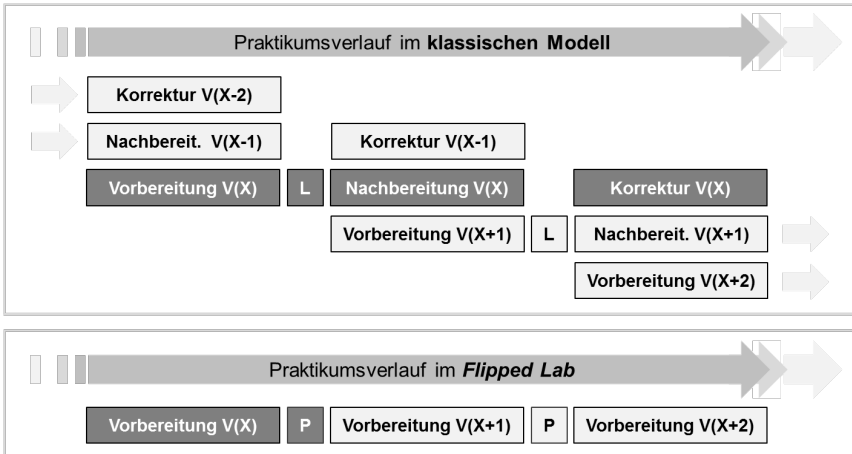 Praktikumsverlauf im klassischen Modell
Korrektur V(X-2)
Nachbereit. V(X-1) Korrektur V(X-1)
Vorbereitung V(X) L Nachbereitung V(X) Korrektur V(X)
Vorbereitung V(X+1) L Nachbereit. V(X+1)
Vorbereitung V(X+2)
Praktikumsverlauf im Flipped Lab
Vorbereitung V(X) P Vorbereitung V(X+1) P Vorbereitung V(X+2)